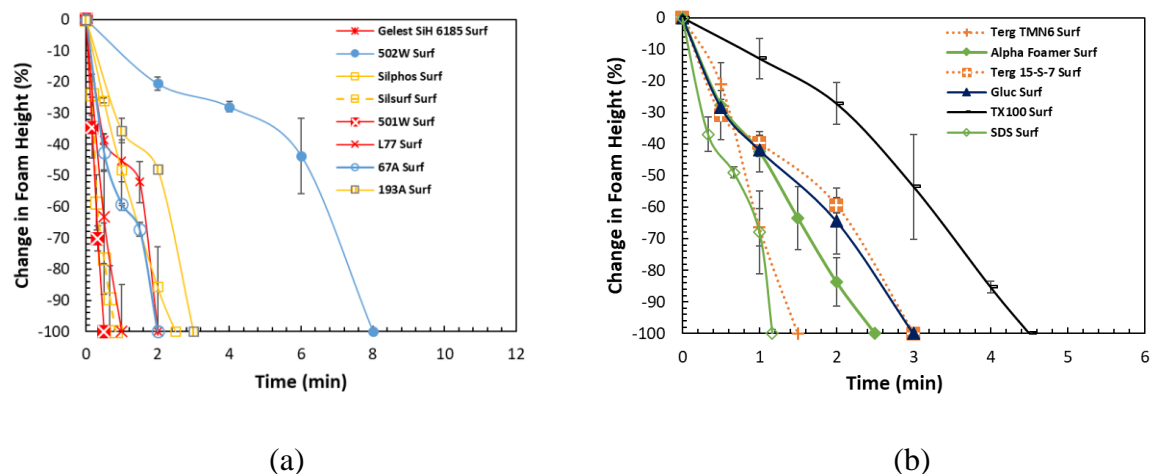 Change in Foam Height (%)
0
-10
-20
-30
-40
-50
-60
-70
-80
-90
-100
Gelest SiH 6185 Surf
502W Surf
Silphos Surf
Silsurf Surf
501W Surf
L77 Surf
67A Surf
193A Surf
0 2 4 6 8 10 12
Time (min)
(a)
Change in Foam Height (%)
0
-10
-20
-30
-40
-50
-60
-70
-80
-90
-100
Terg TMN6 Surf
Alpha Foamer Surf
Terg 15-S-7 Surf
Gluc Surf
TX100 Surf
SDS Surf
0 1 2 3 4 5 6
Time (min)
(b)